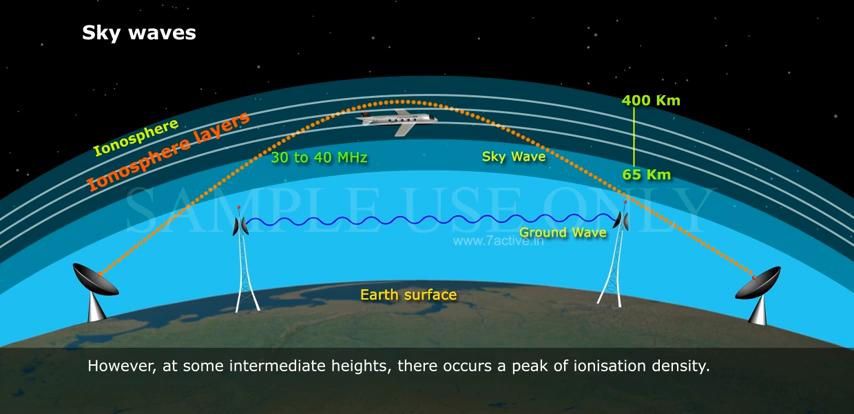 Sky waves
400 Km
Ionosphere
Ionosphere layers
30 to 40 MHz
Sky Wave
65 Km
SAMPLE USE ONLY
Ground Wave
www.7active.in
Earth surface
However, at some intermediate heights, there occurs a peak of ionisation density.